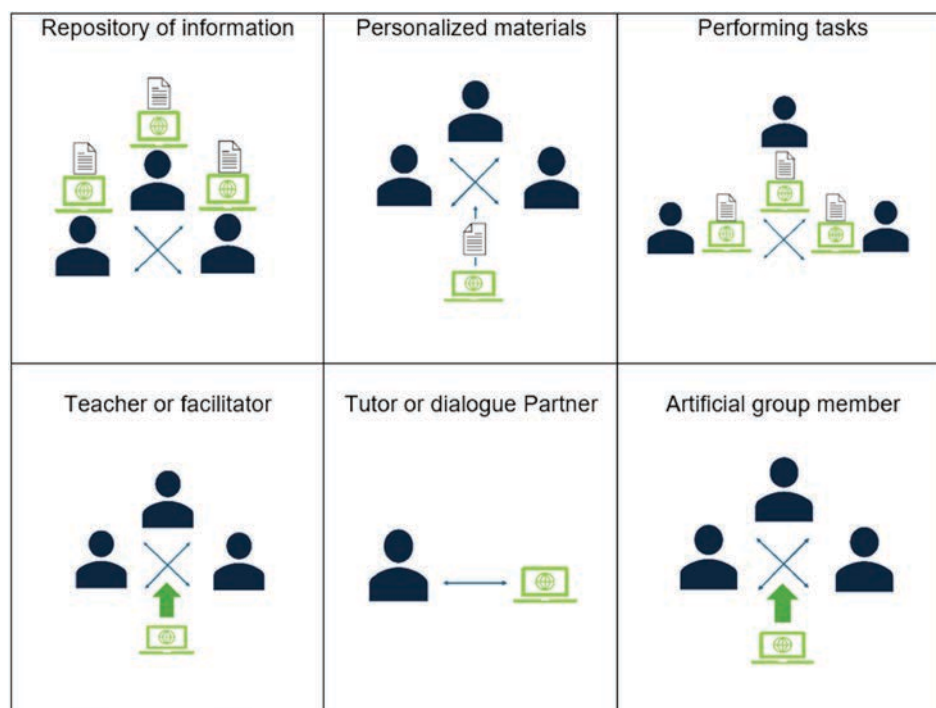 Repository of information
Personalized materials
Performing tasks
Teacher or facilitator
Tutor or dialogue Partner
Artificial group member